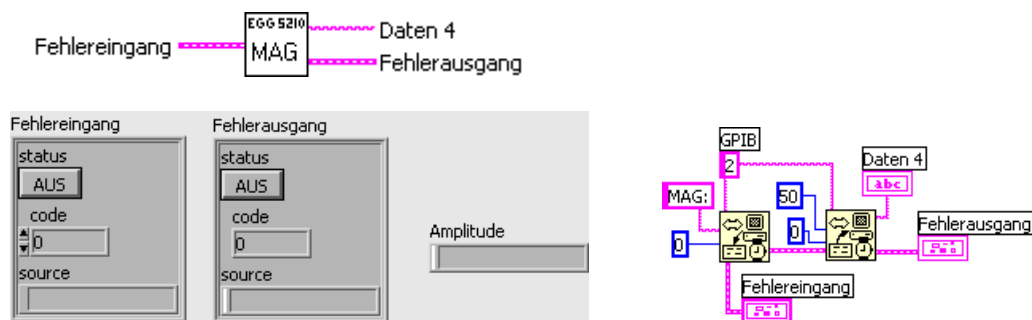 EGG 5210
MAG
Fehlereingang
Daten 4
Fehlerausgang
Fehlereingang
status
AUS
code
0
source
Fehlerausgang
status
AUS
code
0
source
Amplitude
GPIB
2
MAG:
0
50
0
Daten 4
abc
Fehlerausgang
Fehlereingang